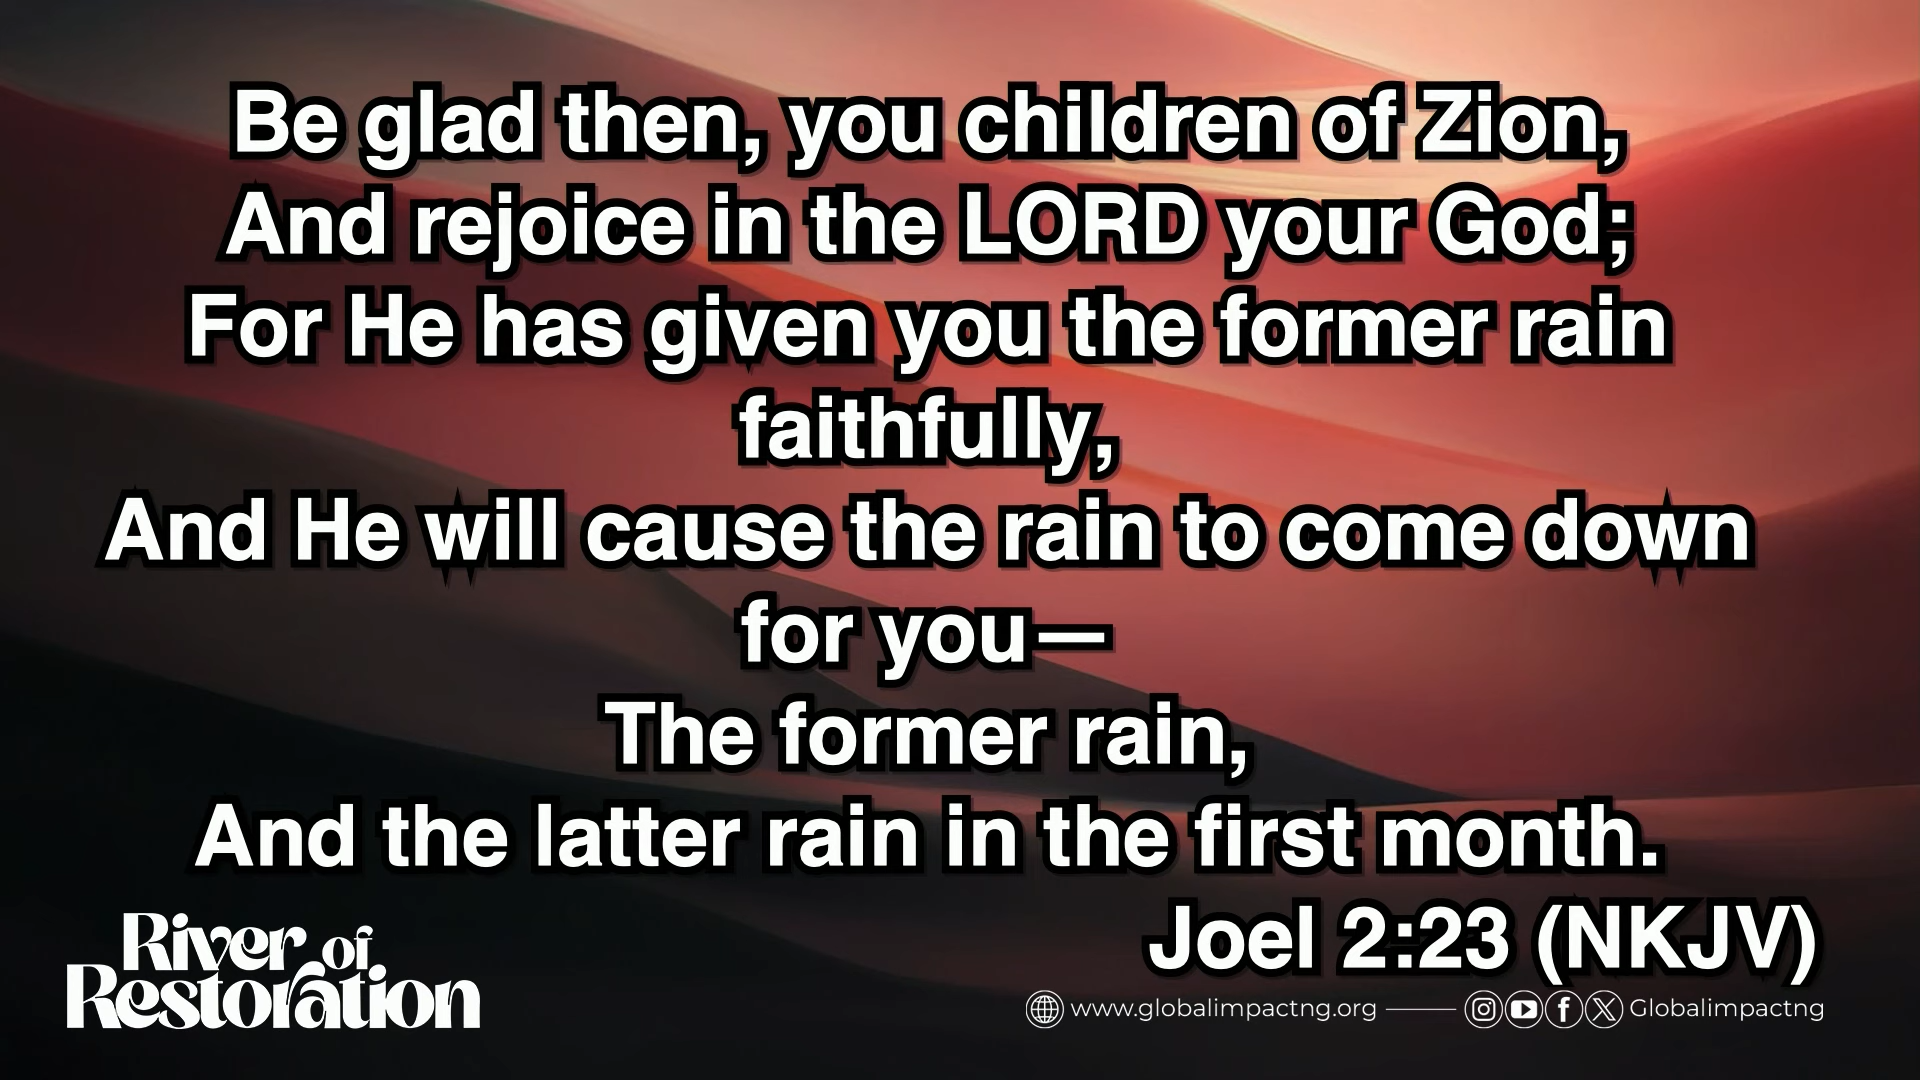 Be glad then, you children of Zion,
And rejoice in the LORD your God;
For He has given you the former rain
faithfully,
And He will cause the rain to come down
for you—
The former rain,
And the latter rain in the first month.
Joel 2:23 (NKJV)
River of
Restoration
www.globalimpactng.org
Globalimpactng